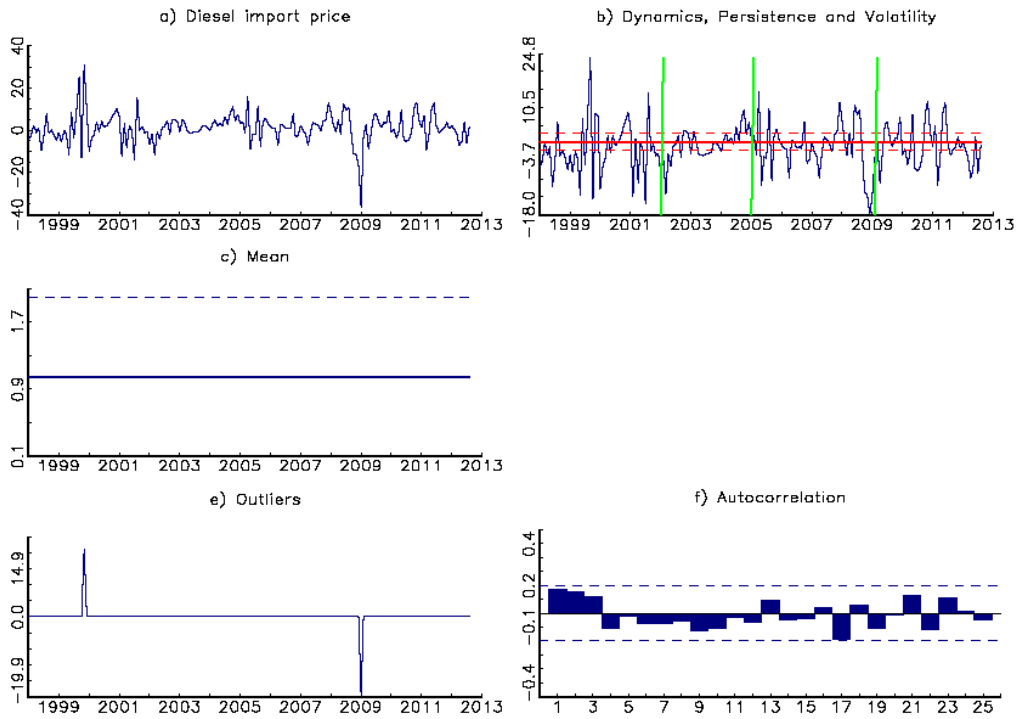 a) Diesel import price
40
20
0
-20
-40
1999 2001 2003 2005 2007 2009 2011 2013
b) Dynamics, Persistence and Volatility
24.8
10.5
-3.7
-18.0
1999 2001 2003 2005 2007 2009 2011 2013
c) Mean
1.7
0.9
0.1
1999 2001 2003 2005 2007 2009 2011 2013
e) Outliers
14.9
0.0
-19.9
1999 2001 2003 2005 2007 2009 2011 2013
f) Autocorrelation
0.4
0.2
-0.1
-0.1
-0.4
1 3 5 7 9 11 13 15 17 19 21 23 25